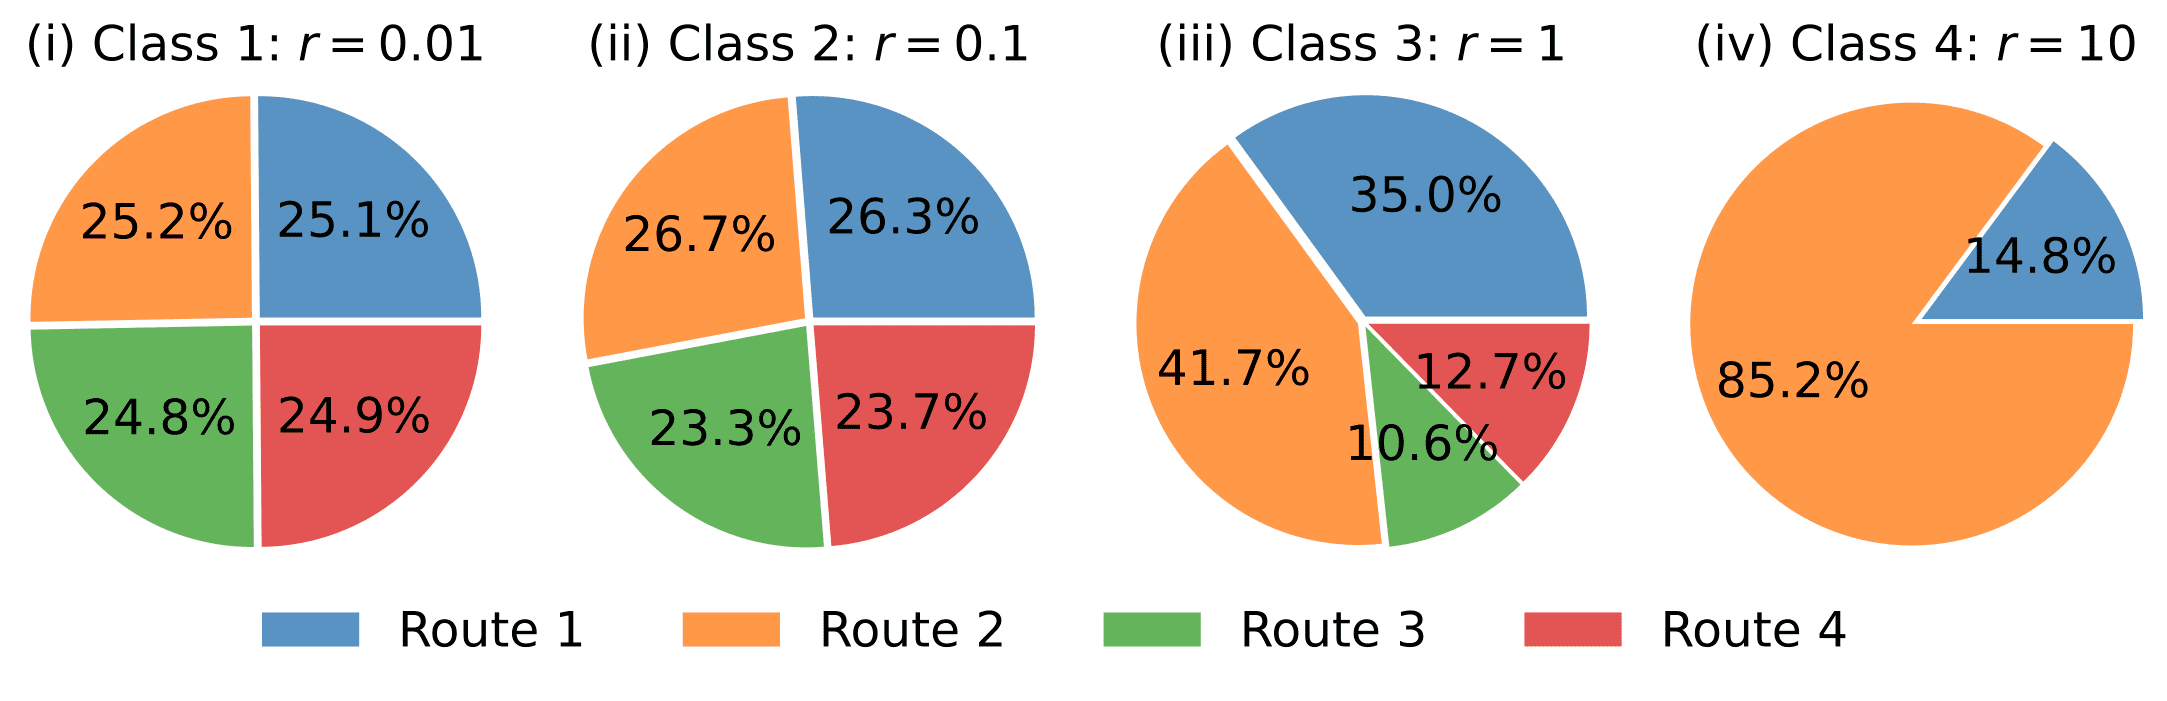 (i) Class 1: r = 0.01
(ii) Class 2: r = 0.1
(iii) Class 3: r = 1
(iv) Class 4: r = 10
25.2%
25.1%
24.8%
24.9%
26.7%
26.3%
23.3%
23.7%
35.0%
41.7%
12.7%
10.6%
14.8%
85.2%
Route 1
Route 2
Route 3
Route 4